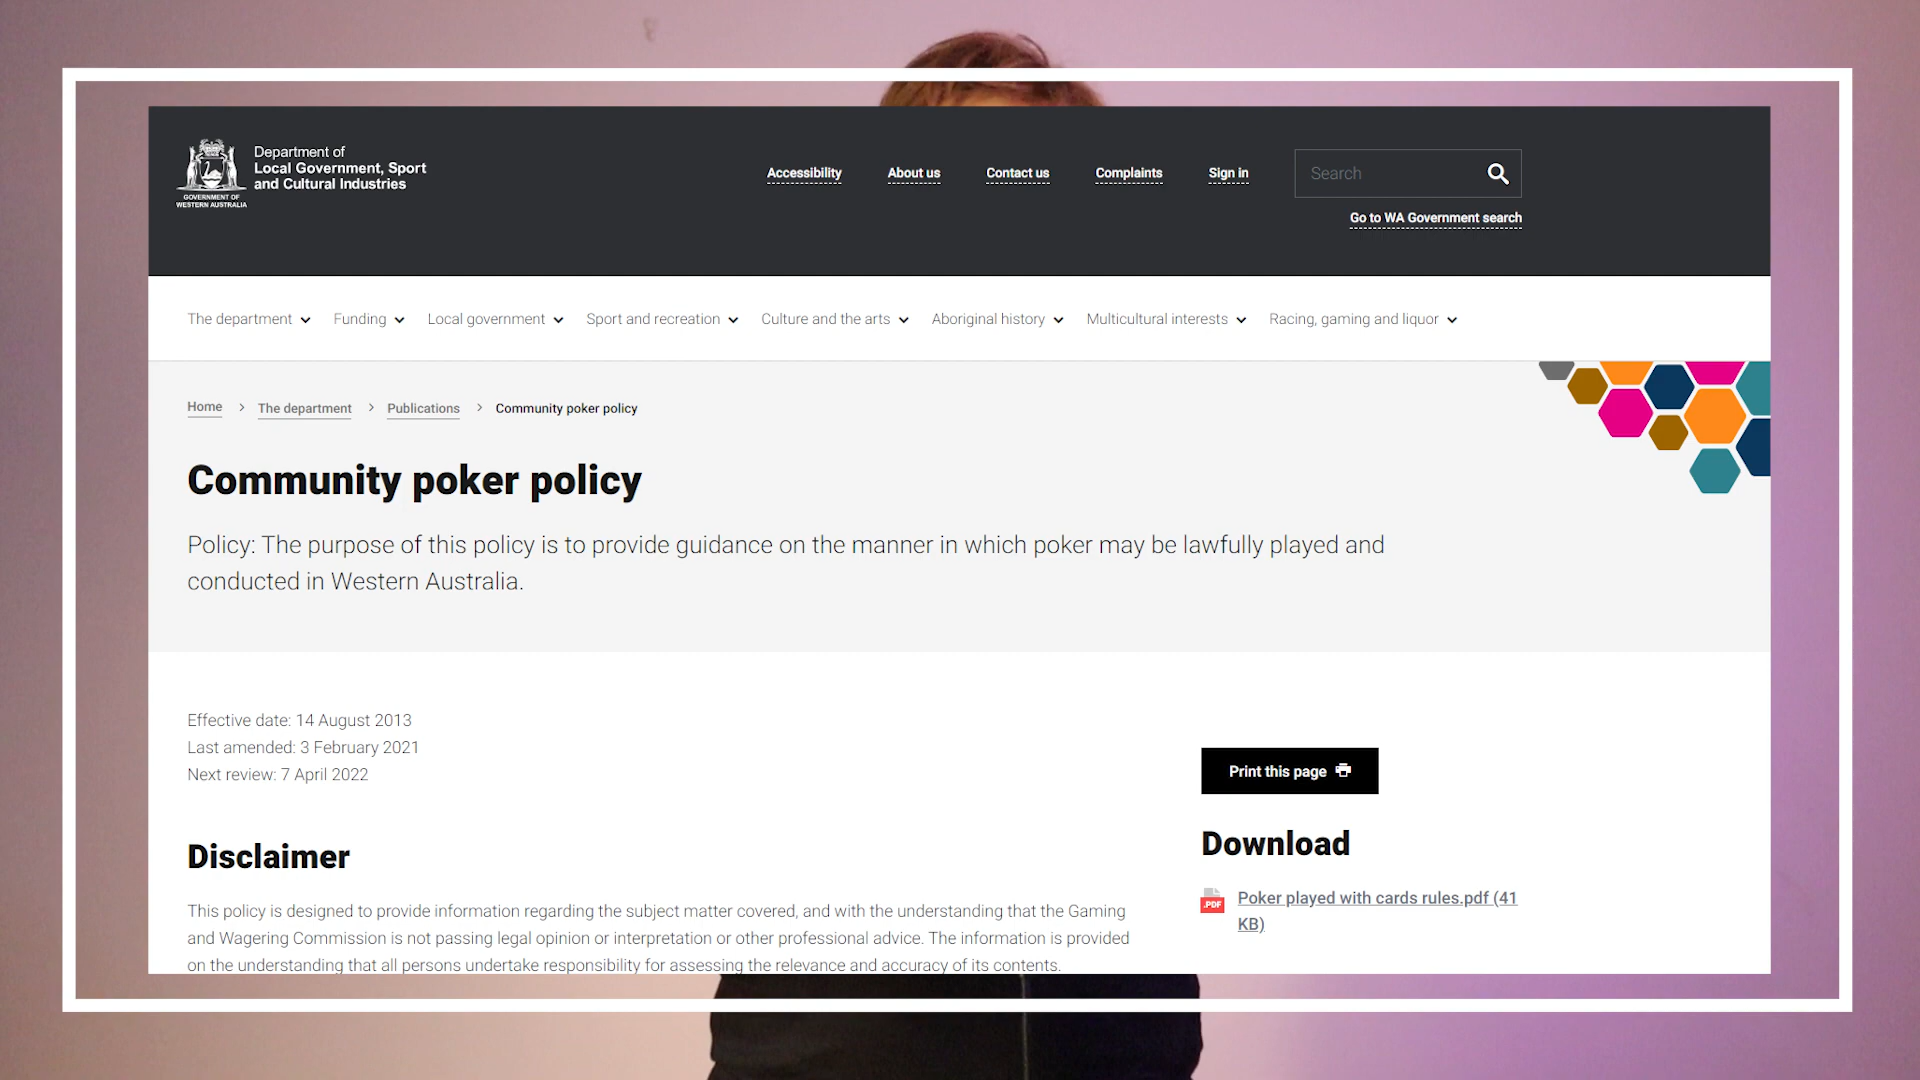 Department of
Local Government, Sport
and Cultural Industries
GOVERNMENT OF
WESTERN AUSTRALIA
Accessibility
About us
Contact us
Complaints
Sign in
Search
Go to WA Government search
The department
Funding
Local government
Sport and recreation
Culture and the arts
Aboriginal history
Multicultural interests
Racing, gaming and liquor
Home > The department > Publications > Community poker policy
Community poker policy
Policy: The purpose of this policy is to provide guidance on the manner in which poker may be lawfully played and
conducted in Western Australia.
Effective date: 14 August 2013
Last amended: 3 February 2021
Next review: 7 April 2022
Disclaimer
This policy is designed to provide information regarding the subject matter covered, and with the understanding that the Gaming
and Wagering Commission is not passing legal opinion or interpretation or other professional advice. The information is provided
on the understanding that all persons undertake responsibility for assessing the relevance and accuracy of its contents.
Print this page
Download
.PDF
Poker played with cards rules.pdf (41
KB)